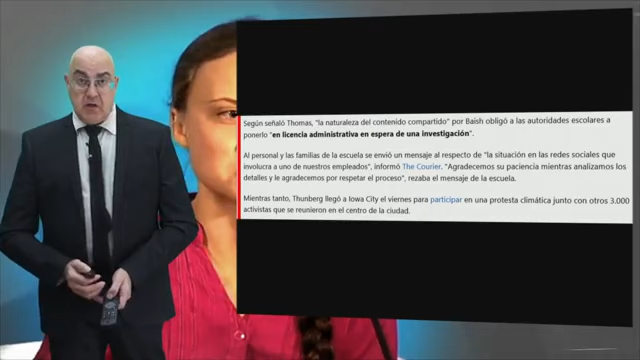 Según señaló Thomas, "la naturaleza del contenido compartido" por Baish obligó a las autoridades escolares a
ponerlo "en licencia administrativa en espera de una investigación".
Al personal y las familias de la escuela se envió un mensaje al respecto de "la situación en las redes sociales que
involucra a uno de nuestros empleados", informó The Courier. "Agradecemos su paciencia mientras analizamos los
detalles y le agradecemos por respetar el proceso", rezaba el mensaje de la escuela.
Mientras tanto, Thunberg llegó a Iowa City el viernes para participar en una protesta climática junto con otros 3.000
activistas que se reunieron en el centro de la ciudad.